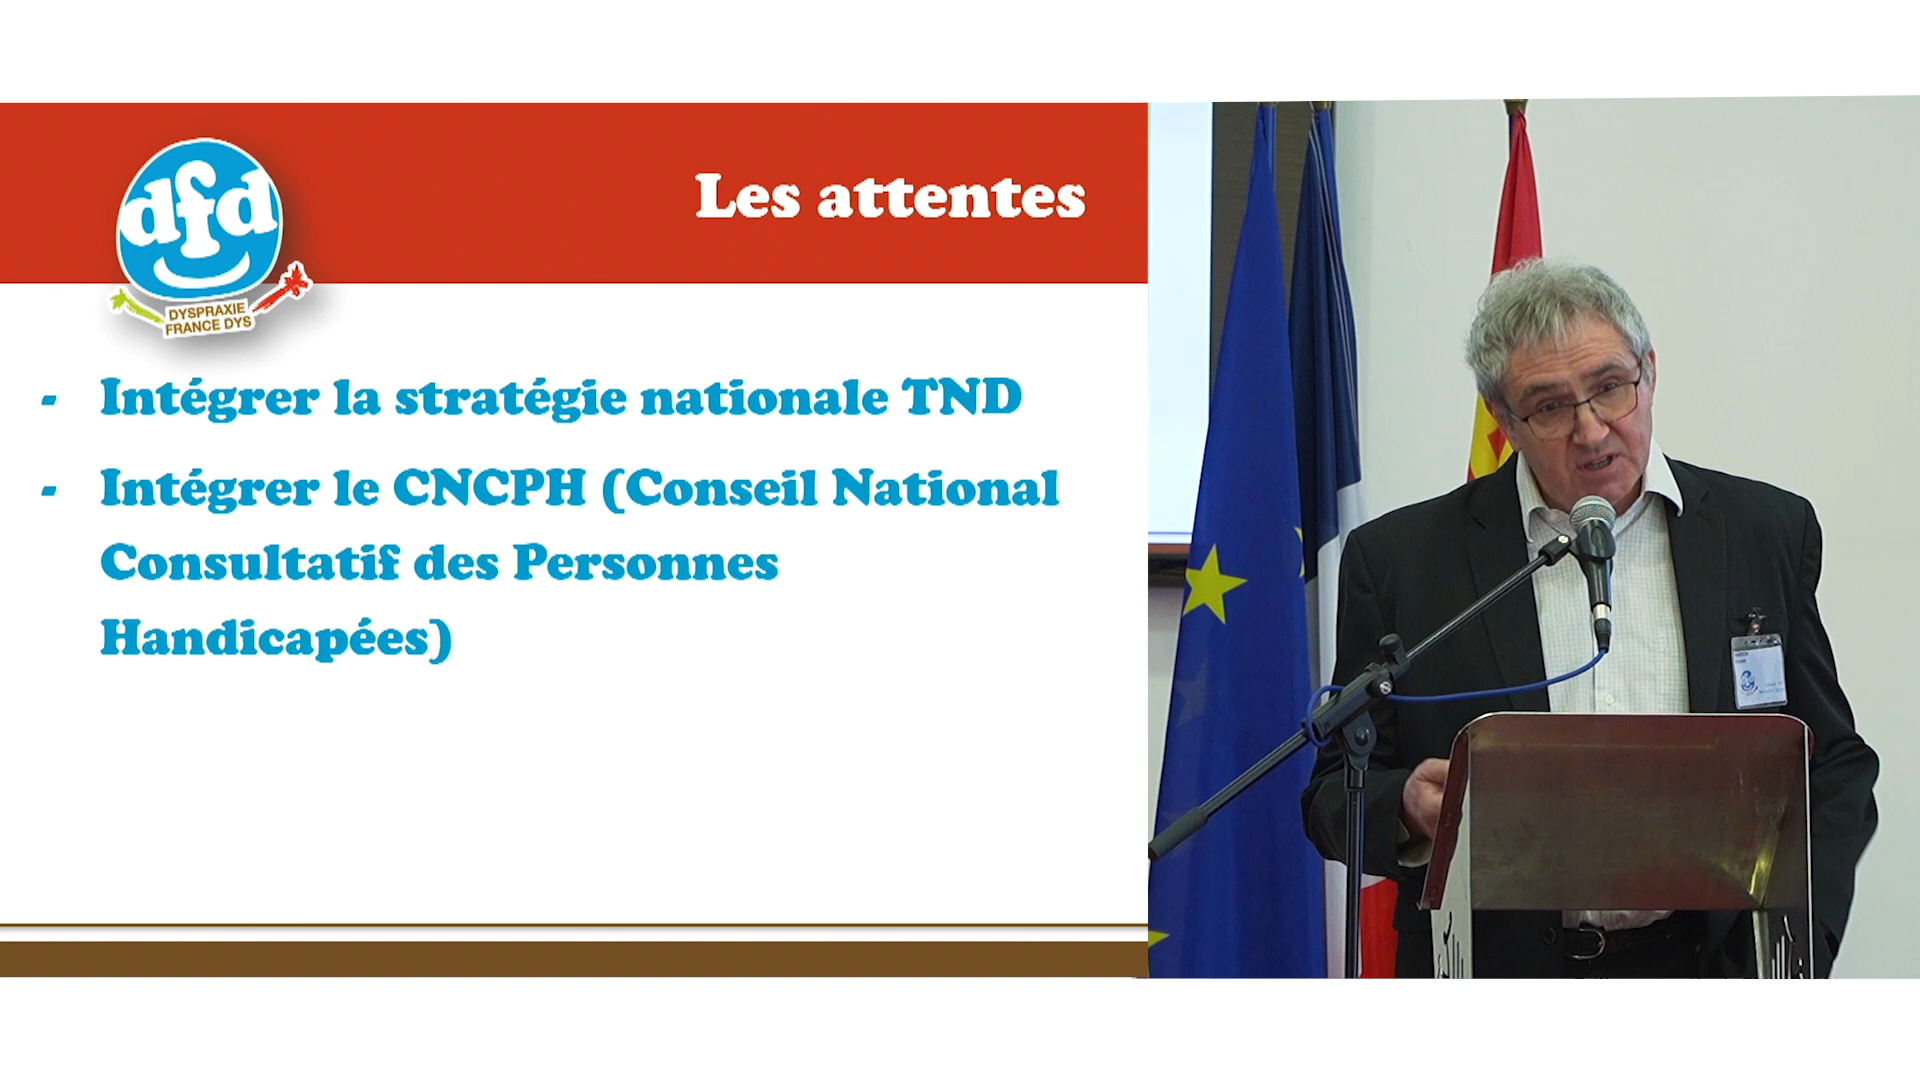 Les attentes
dfd
DYSPRAXIE
FRANCE DYS
- Intégrer la stratégie nationale TND
- Intégrer le CNCPH (Conseil National
Consultatif des Personnes
Handicapées)